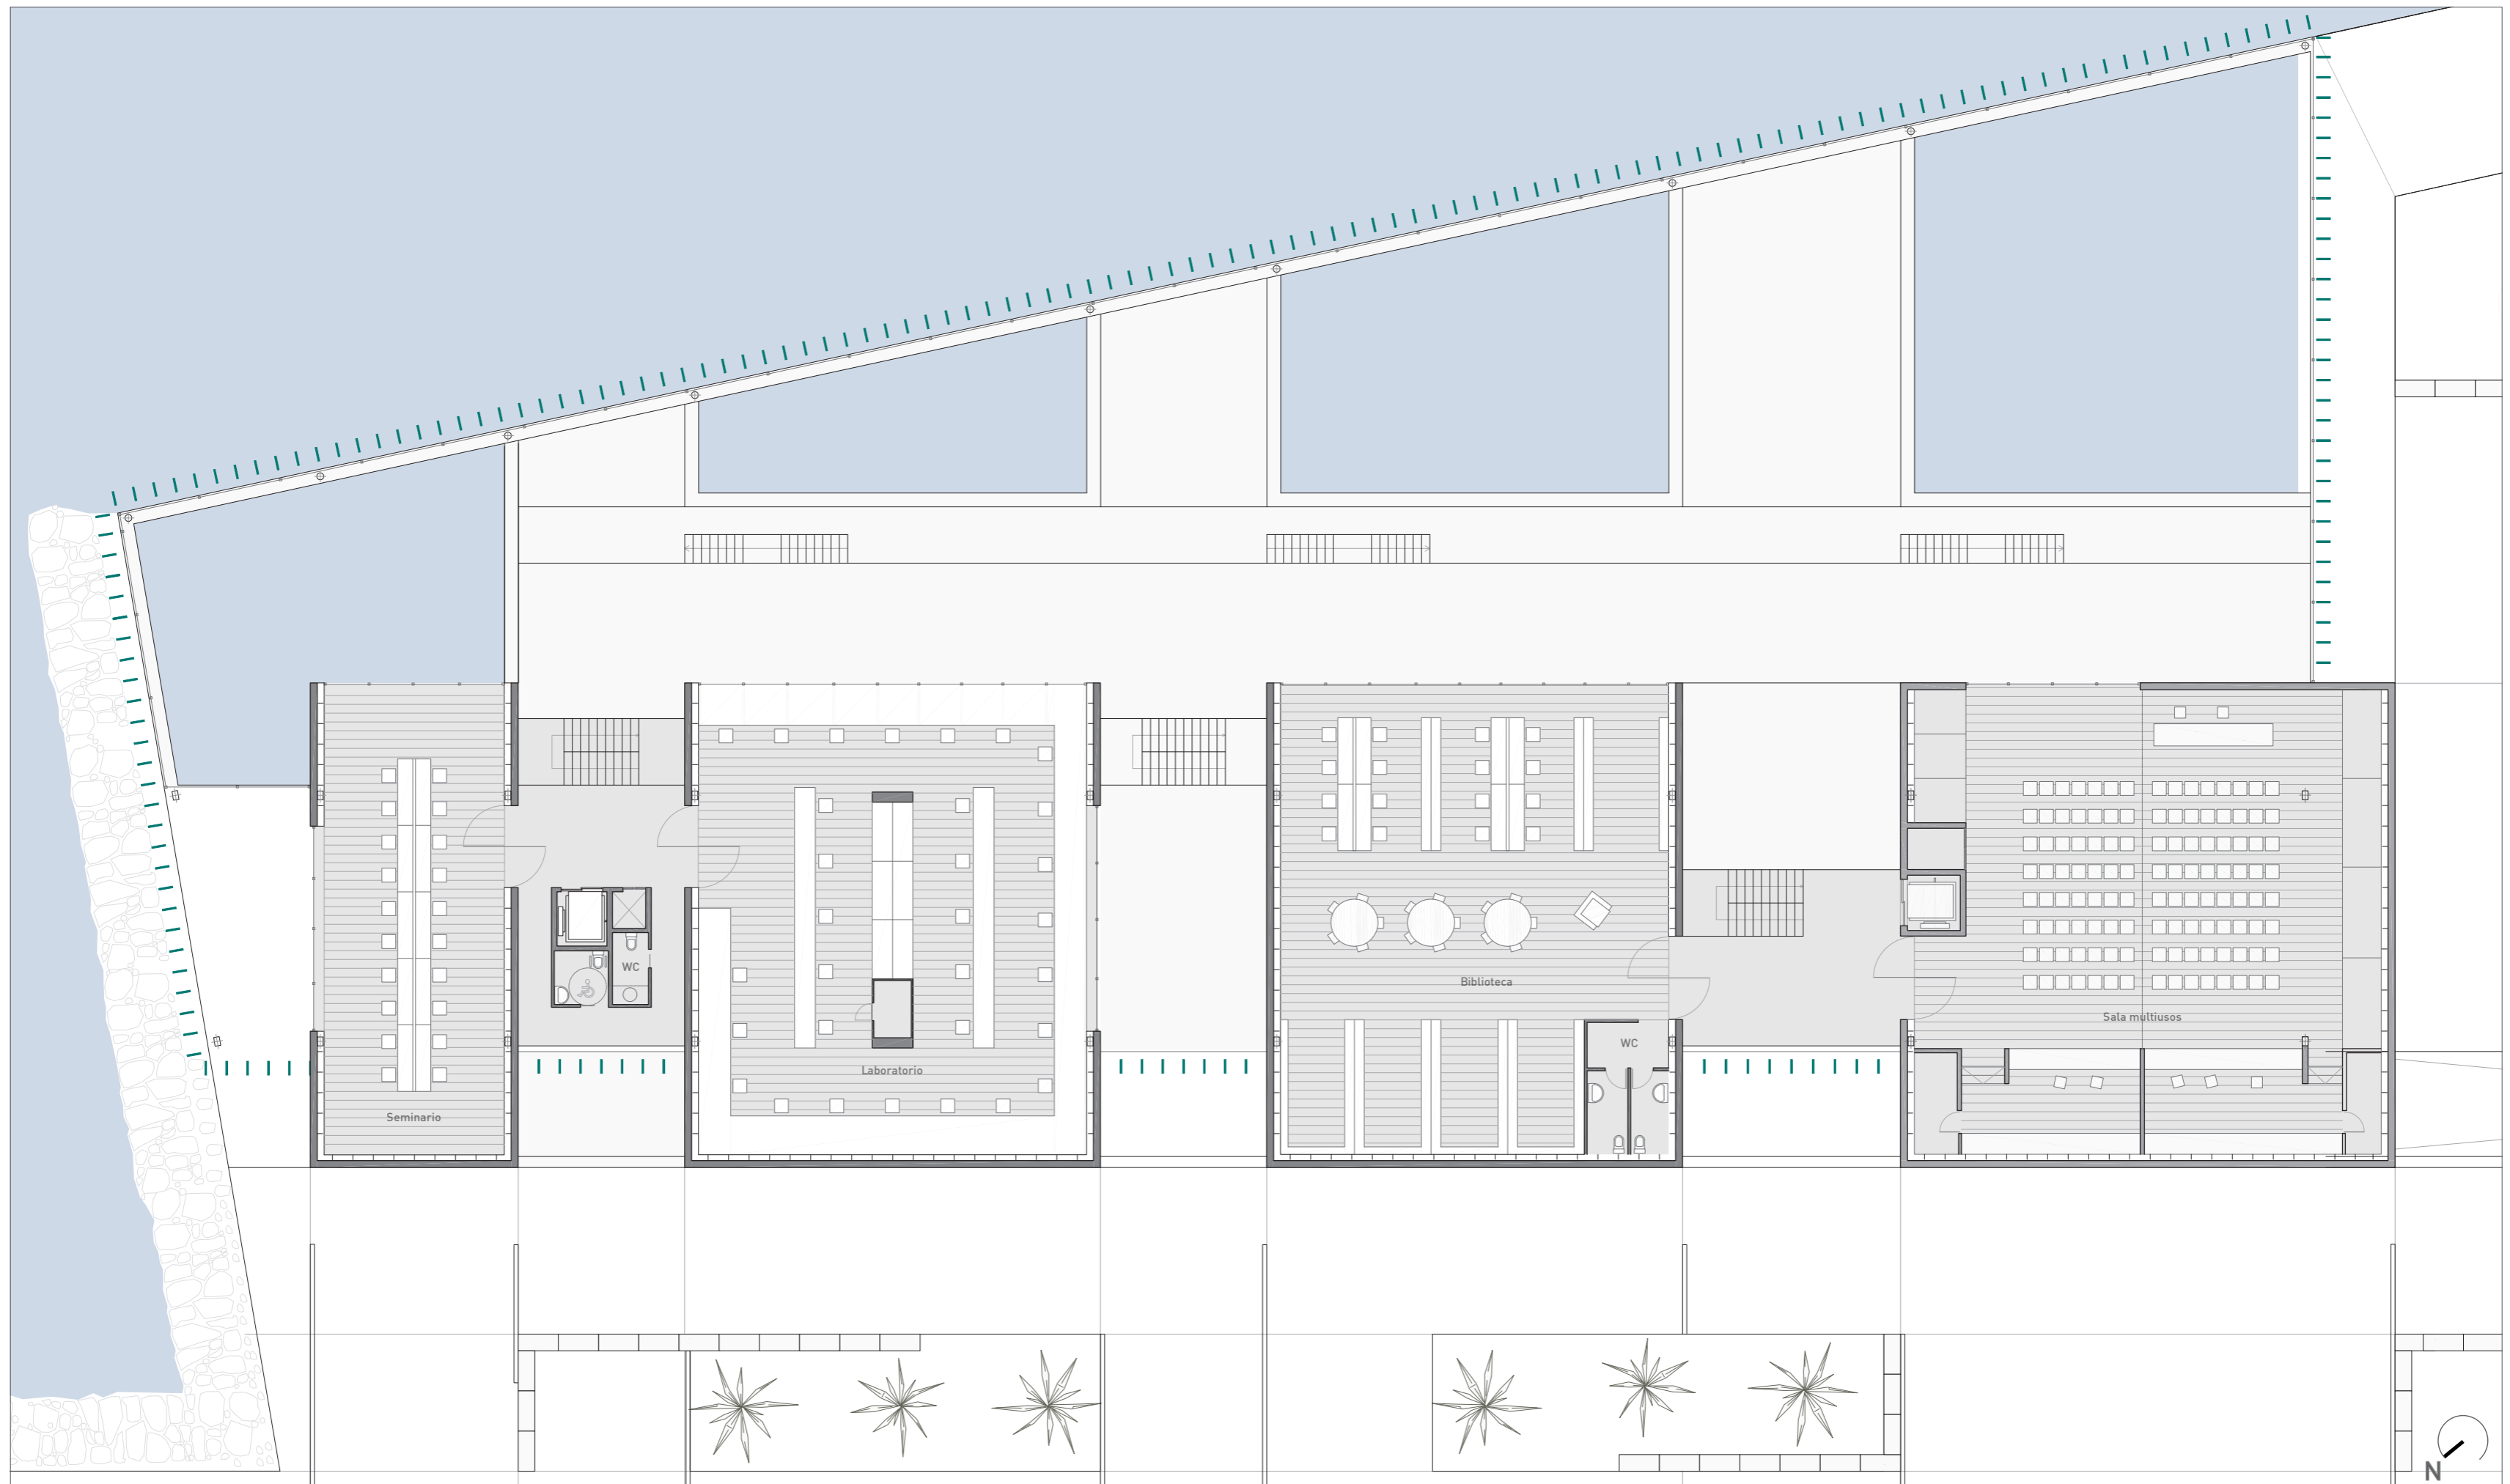 WC
Biblioteca
Sala multiusos
WC
Laboratorio
Seminario
N